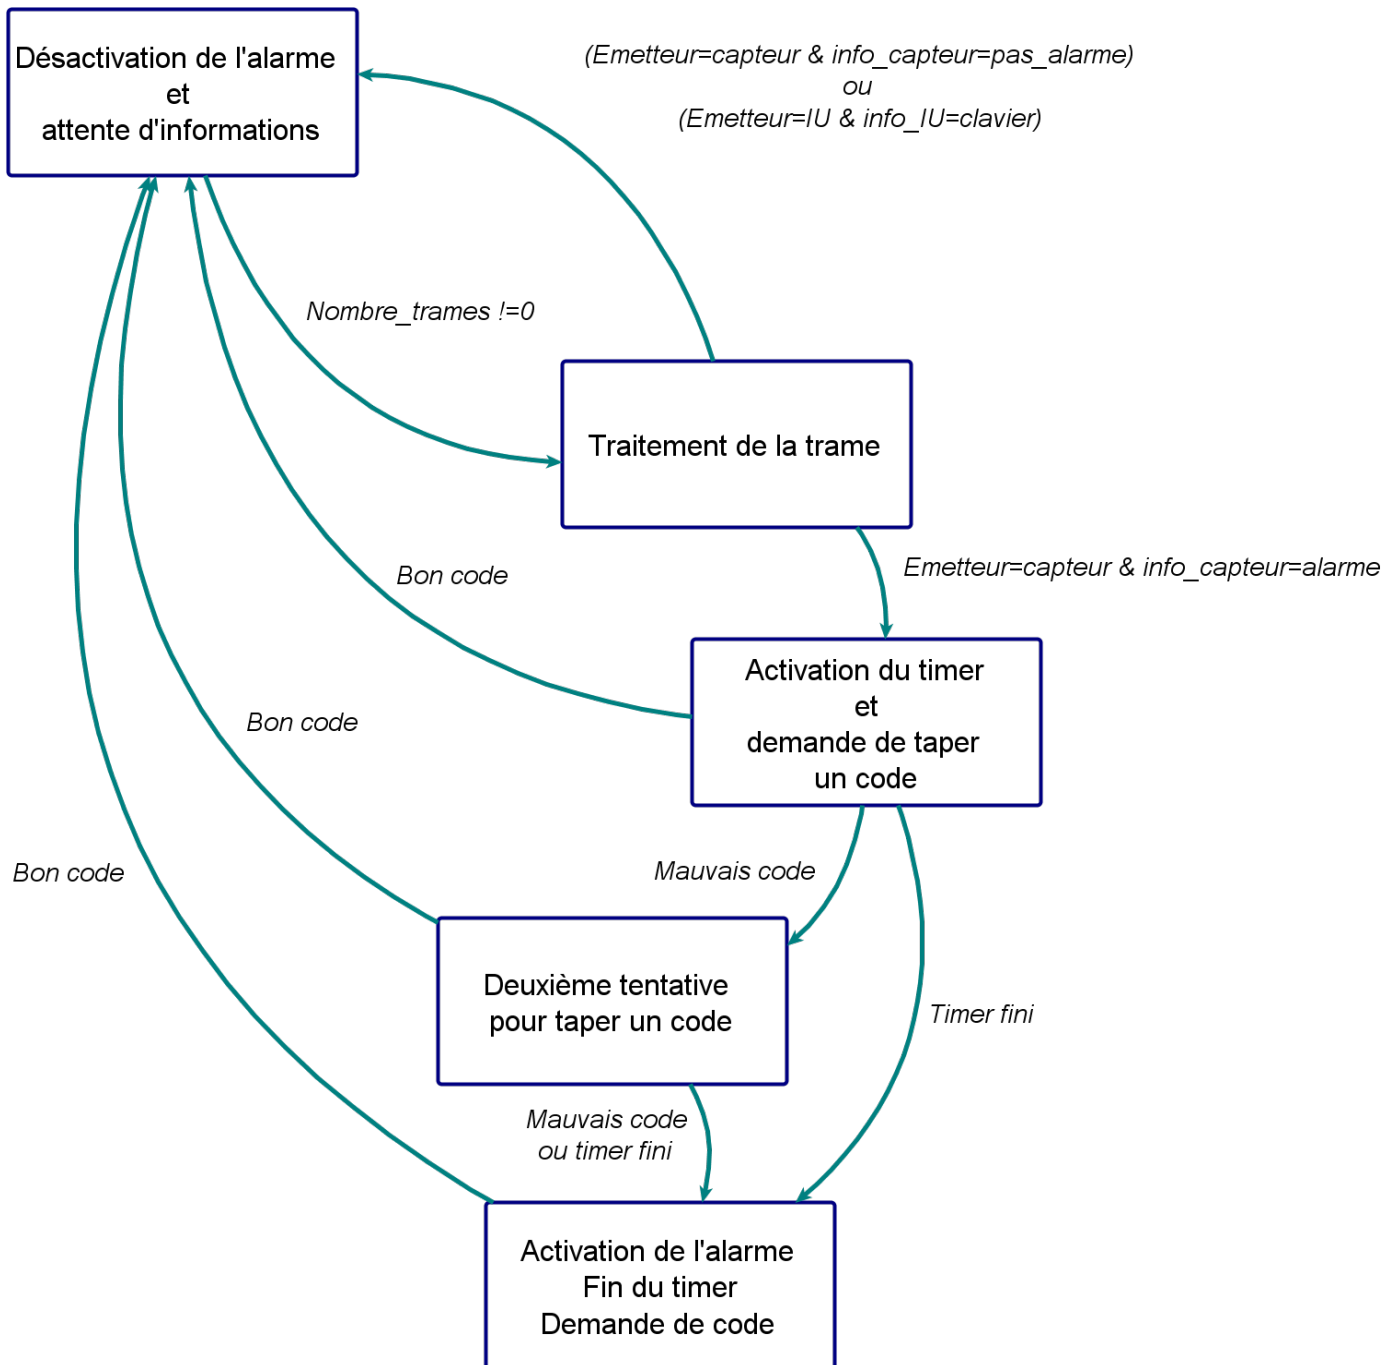 Désactivation de l'alarme
et
attente d'informations
(Emetteur=capteur & info_capteur=pas_alarme)
ou
(Emetteur=IU & info_IU=clavier)
Nombre_trames !=0
Traitement de la trame
Bon code
Emetteur=capteur & info_capteur=alarme
Activation du timer
et
demande de taper
un code
Bon code
Mauvais code
Bon code
Deuxième tentative
pour taper un code
Timer fini
Mauvais code
ou timer fini
Activation de l'alarme
Fin du timer
Demande de code